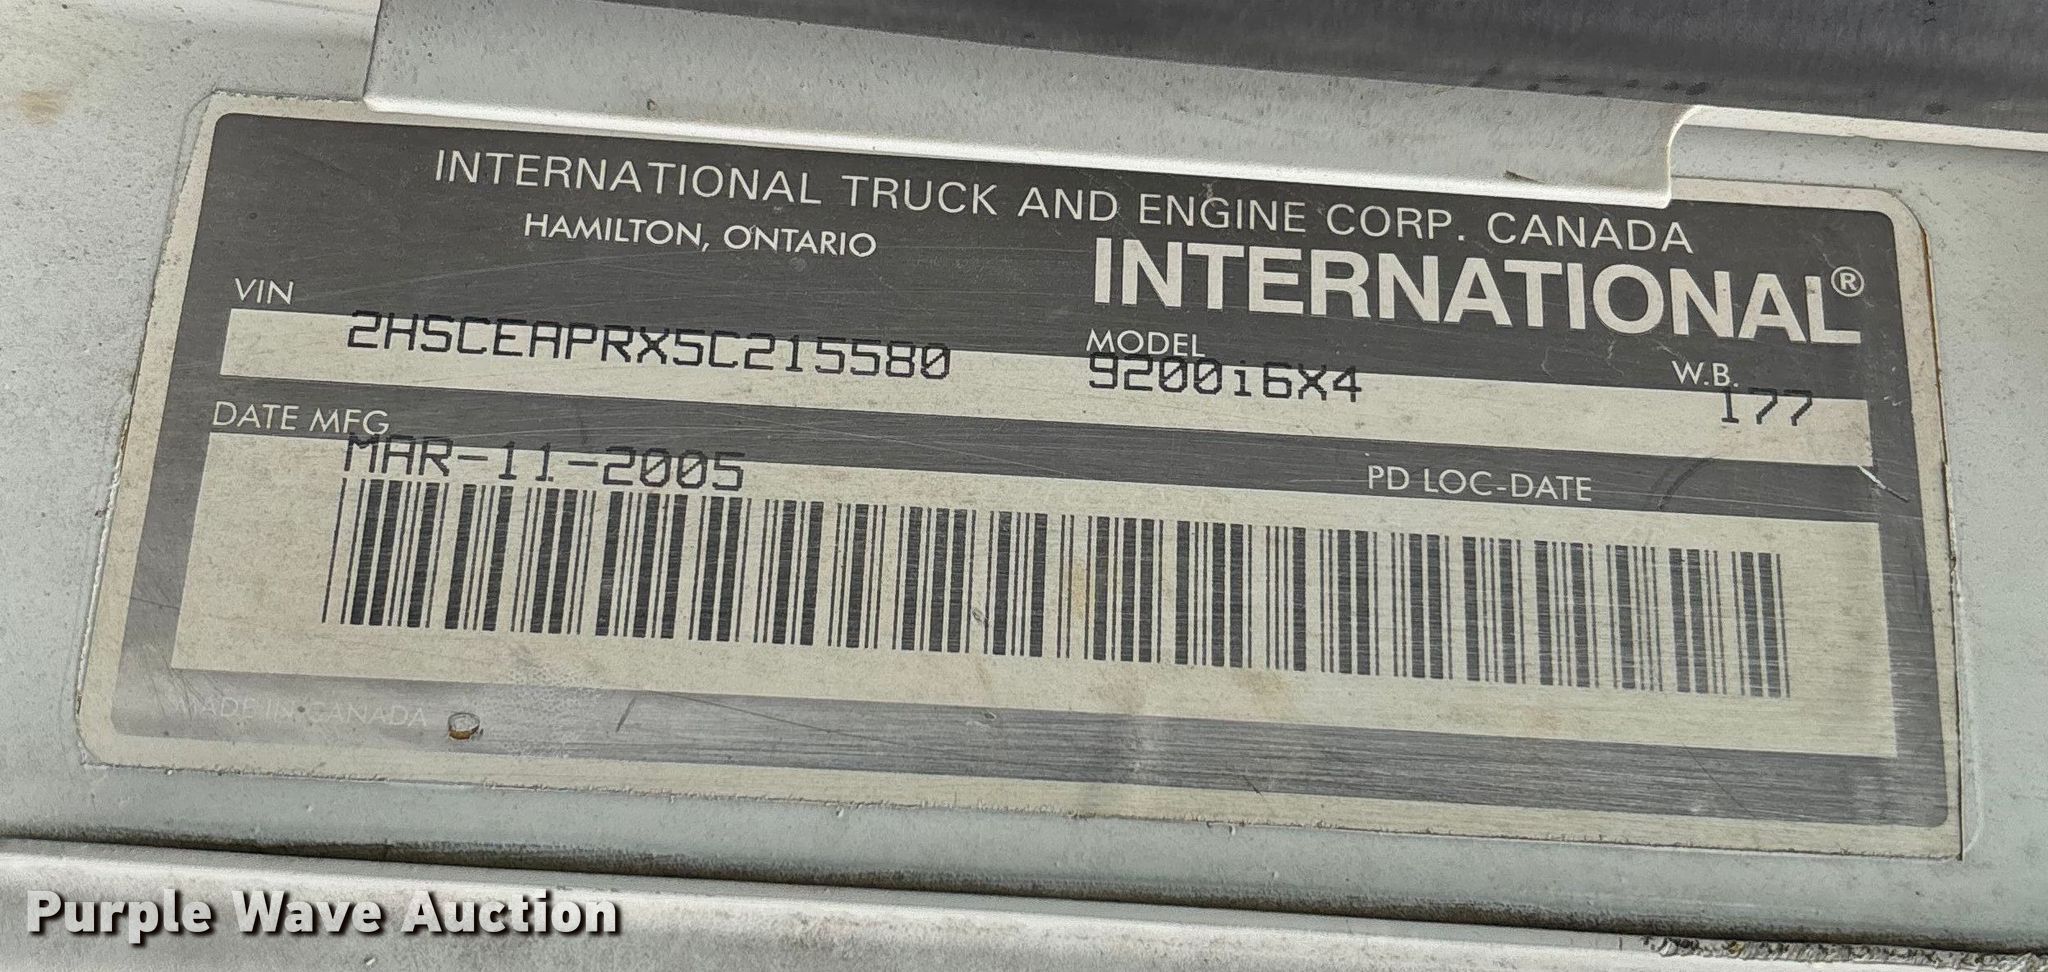 INTERNATIONAL TRUCK AND ENGINE CORP. CANADA
HAMILTON, ONTARIO
INTERNATIONAL®
VIN
2HSCEAPRX5C215580
MODEL
9200i6X4
W.B.
177
DATE MFG
MAR-11-2005
PD LOC-DATE
MADE IN CANADA
Purple Wave Auction